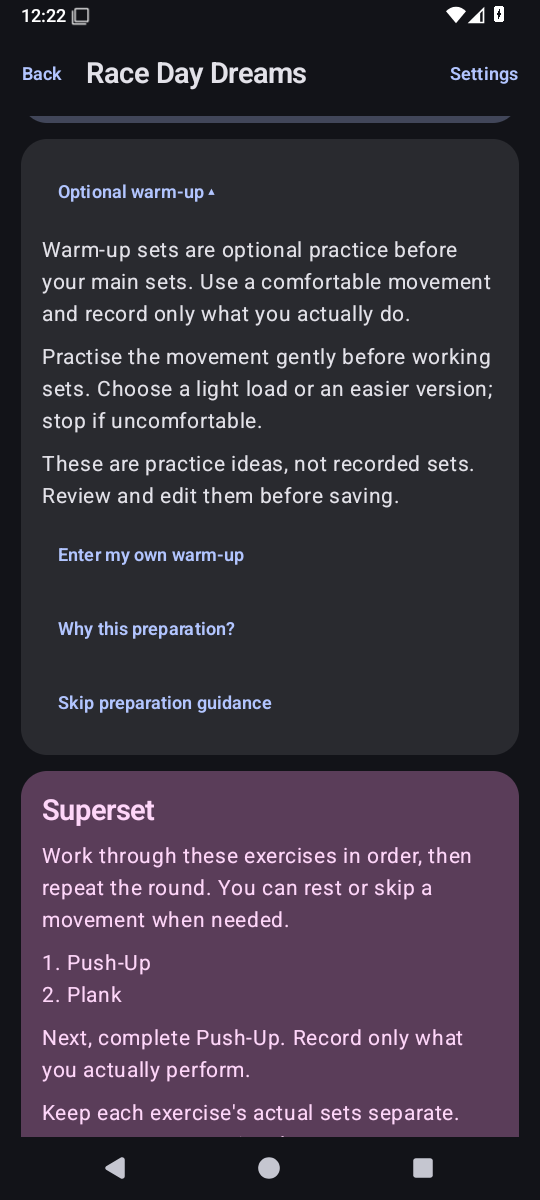 12:22
Back Race Day Dreams Settings
Optional warm-up ▴
Warm-up sets are optional practice before
your main sets. Use a comfortable movement
and record only what you actually do.
Practise the movement gently before working
sets. Choose a light load or an easier version;
stop if uncomfortable.
These are practice ideas, not recorded sets.
Review and edit them before saving.
Enter my own warm-up
Why this preparation?
Skip preparation guidance
Superset
Work through these exercises in order, then
repeat the round. You can rest or skip a
movement when needed.
1. Push-Up
2. Plank
Next, complete Push-Up. Record only what
you actually perform.
Keep each exercise's actual sets separate.